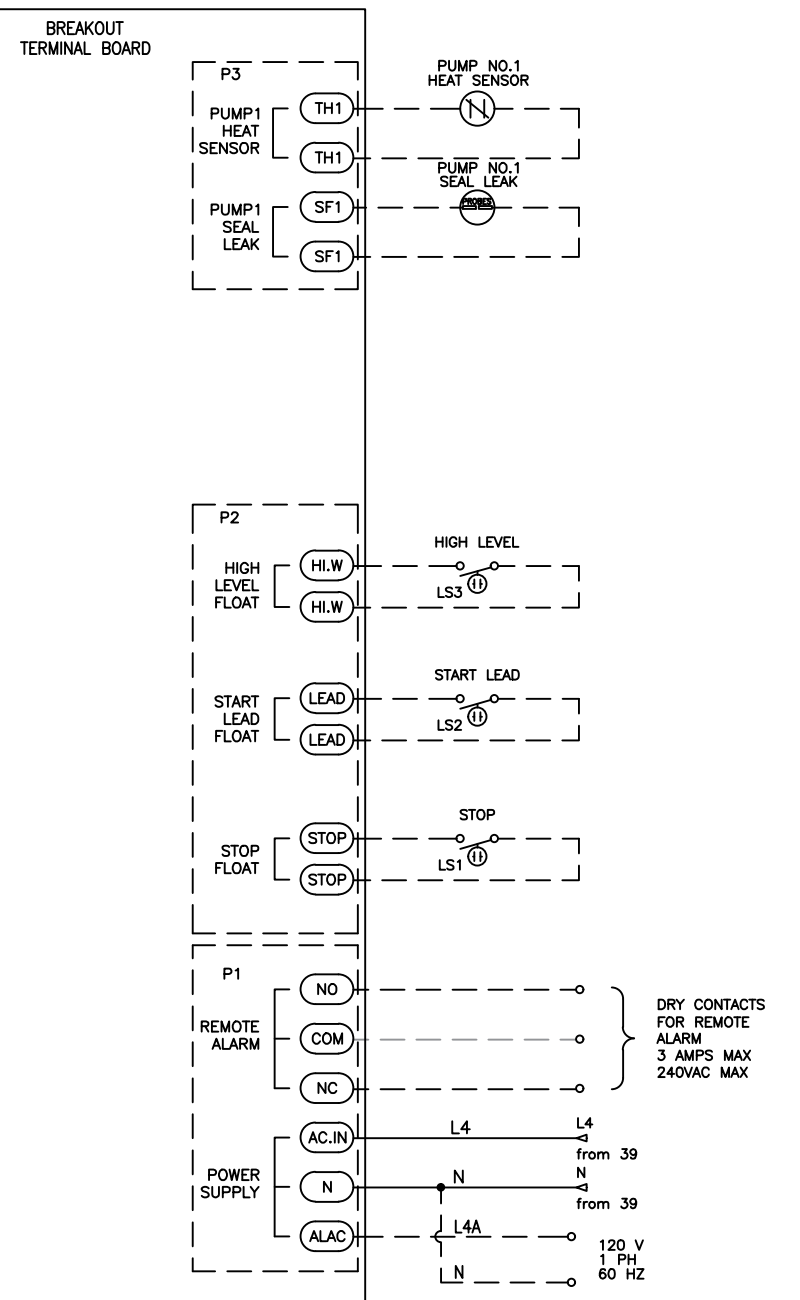 BREAKOUT
TERMINAL BOARD
P3
PUMP1
HEAT
SENSOR
TH1
TH1
PUMP NO.1
HEAT SENSOR
PUMP1
SEAL
LEAK
SF1
SF1
PUMP NO.1
SEAL LEAK
PROBES
P2
HIGH
LEVEL
FLOAT
HI.W
HI.W
HIGH LEVEL
LS3
START
LEAD
FLOAT
LEAD
LEAD
START LEAD
LS2
STOP
FLOAT
STOP
STOP
STOP
LS1
P1
REMOTE
ALARM
NO
COM
NC
DRY CONTACTS
FOR REMOTE
ALARM
3 AMPS MAX
240VAC MAX
POWER
SUPPLY
AC.IN
L4
L4
from 39
N
N
N
from 39
ALAC
L4A
N
120 V
1 PH
60 HZ